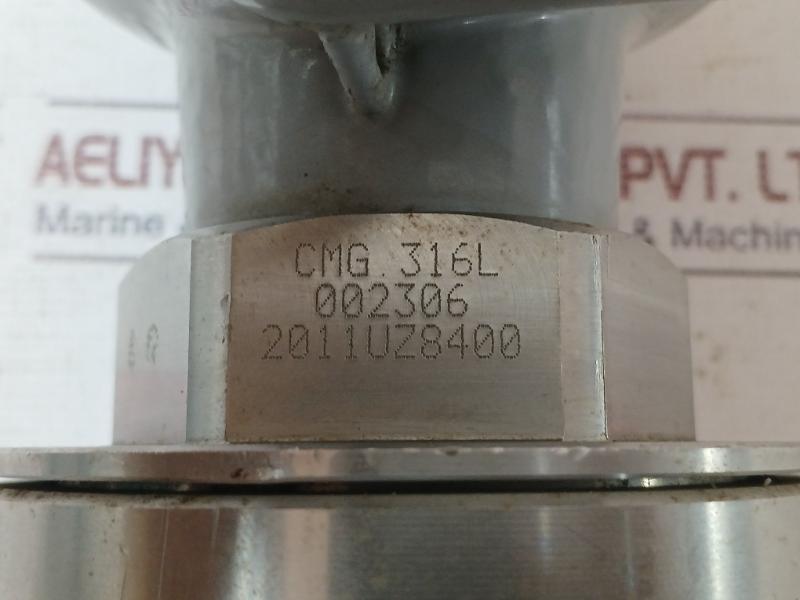 AELIY PVT. LT
Marine & Machin
CMG 316L
002306
2011UZ8400